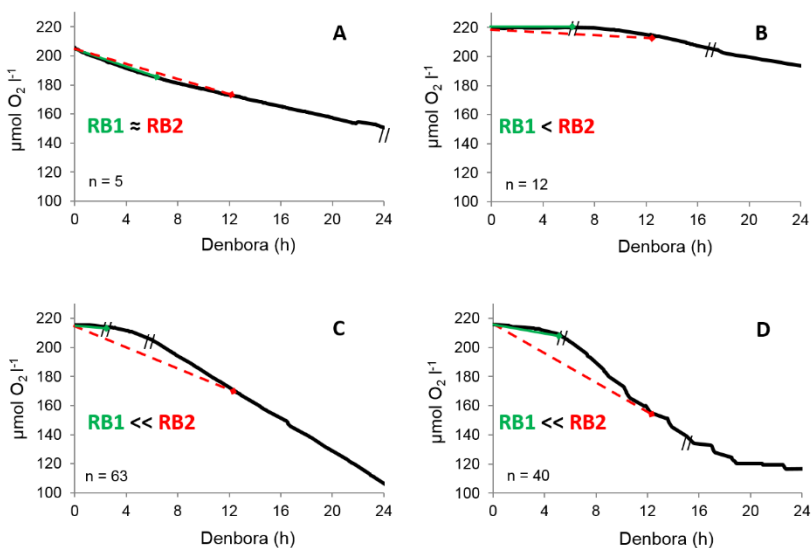 A
µmol O2 l-1
220
200
180
160
140
120
100
RB1 ≈ RB2
n = 5
0 4 8 12 16 20 24
Denbora (h)
B
µmol O2 l-1
220
200
180
160
140
120
100
RB1 < RB2
n = 12
0 4 8 12 16 20 24
Denbora (h)
C
µmol O2 l-1
220
200
180
160
140
120
100
RB1 << RB2
n = 63
0 4 8 12 16 20 24
Denbora (h)
D
µmol O2 l-1
220
200
180
160
140
120
100
RB1 << RB2
n = 40
0 4 8 12 16 20 24
Denbora (h)